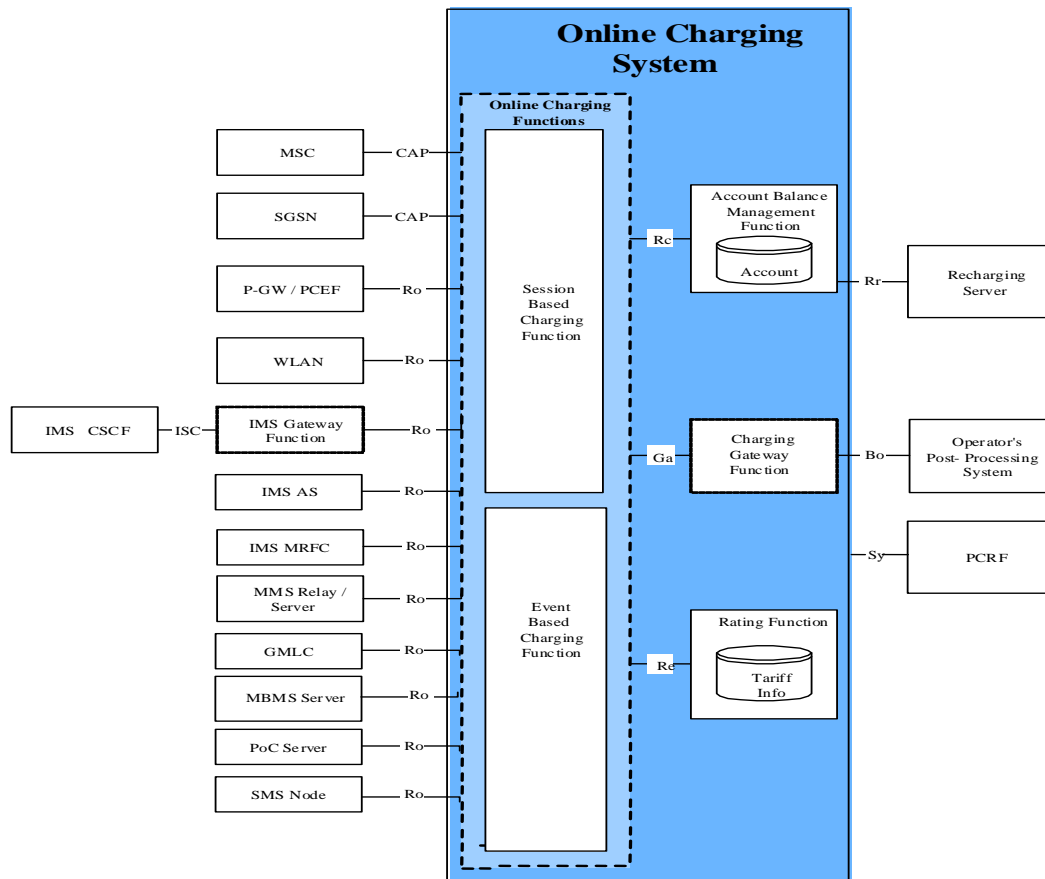 Online Charging
System
Online Charging
Functions
MSC
CAP
SGSN
CAP
P-GW / PCEF
Ro
WLAN
Ro
IMS CSCF
ISC
IMS Gateway
Function
Ro
IMS AS
Ro
IMS MRFC
Ro
MMS Relay /
Server
Ro
GMLC
Ro
MBMS Server
Ro
PoC Server
Ro
SMS Node
Ro
Session
Based
Charging
Function
Event
Based
Charging
Function
Rc
Account Balance
Management
Function
Account
Rr
Recharging
Server
Ga
Charging
Gateway
Function
Bo
Operator's
Post- Processing
System
Sy
PCRF
Re
Rating Function
Tariff
Info